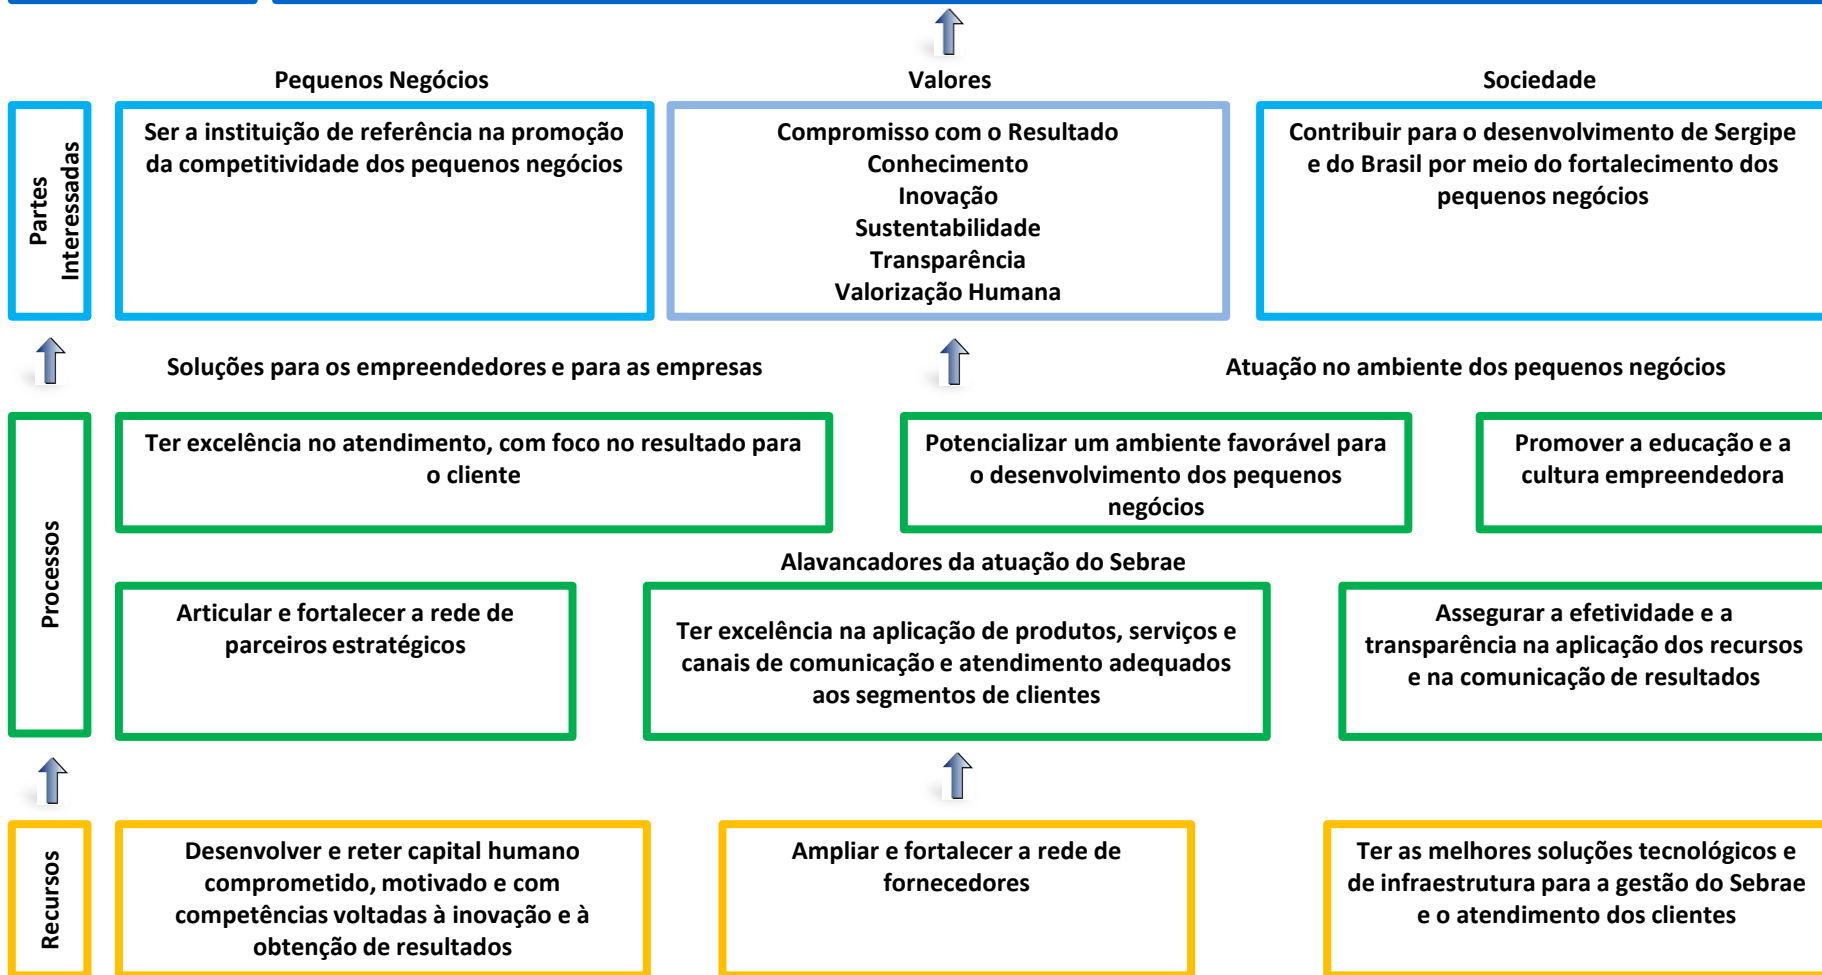 Pequenos Negócios
Valores
Sociedade
Partes
Interessadas
Ser a instituição de referência na promoção
da competitividade dos pequenos negócios
Compromisso com o Resultado
Conhecimento
Inovação
Sustentabilidade
Transparência
Valorização Humana
Contribuir para o desenvolvimento de Sergipe
e do Brasil por meio do fortalecimento dos
pequenos negócios
Soluções para os empreendedores e para as empresas
Atuação no ambiente dos pequenos negócios
Processos
Ter excelência no atendimento, com foco no resultado para
o cliente
Potencializar um ambiente favorável para
o desenvolvimento dos pequenos
negócios
Promover a educação e a
cultura empreendedora
Alavancadores da atuação do Sebrae
Articular e fortalecer a rede de
parceiros estratégicos
Ter excelência na aplicação de produtos, serviços e
canais de comunicação e atendimento adequados
aos segmentos de clientes
Assegurar a efetividade e a
transparência na aplicação dos recursos
e na comunicação de resultados
Recursos
Desenvolver e reter capital humano
comprometido, motivado e com
competências voltadas à inovação e à
obtenção de resultados
Ampliar e fortalecer a rede de
fornecedores
Ter as melhores soluções tecnológicos e
de infraestrutura para a gestão do Sebrae
e o atendimento dos clientes